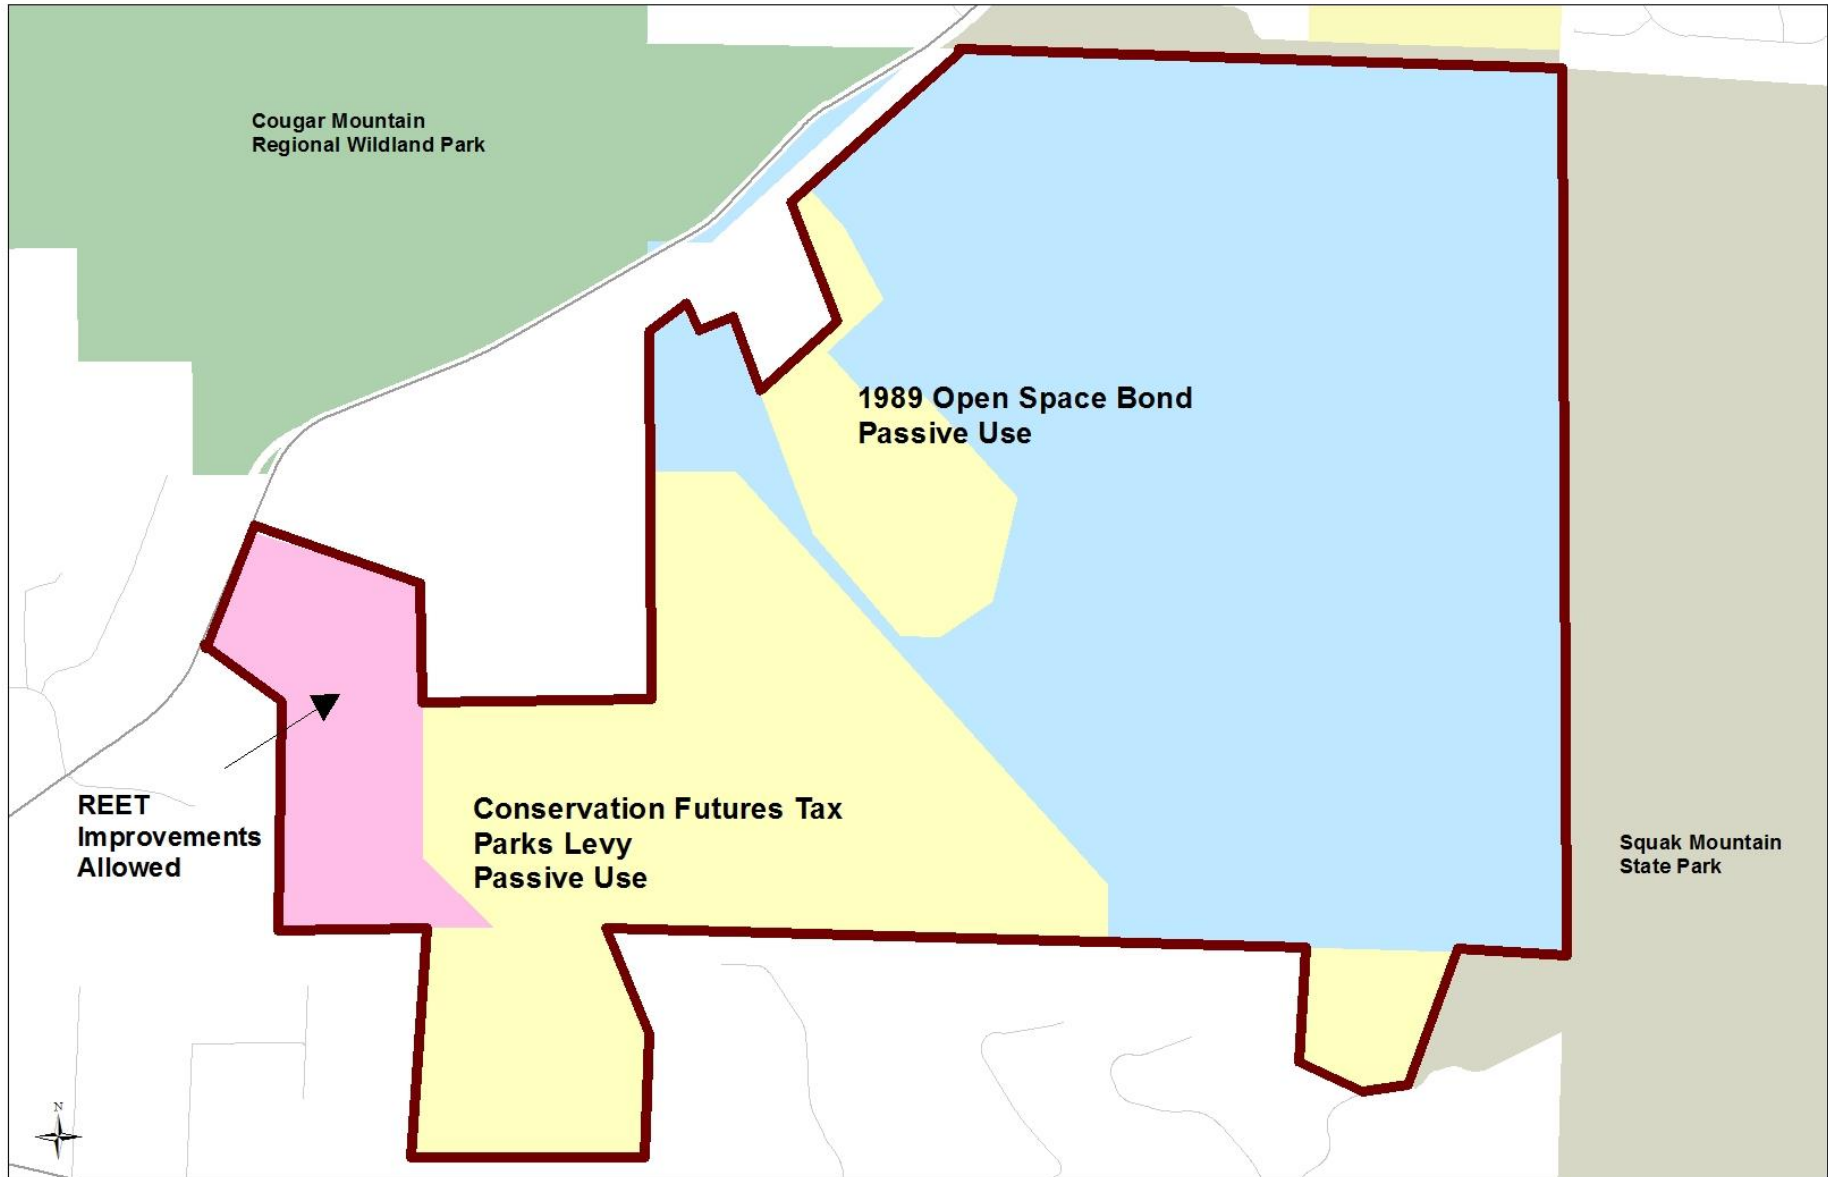 Cougar Mountain
Regional Wildland Park
1989 Open Space Bond
Passive Use
REET
Improvements
Allowed
Conservation Futures Tax
Parks Levy
Passive Use
Squak Mountain
State Park
N